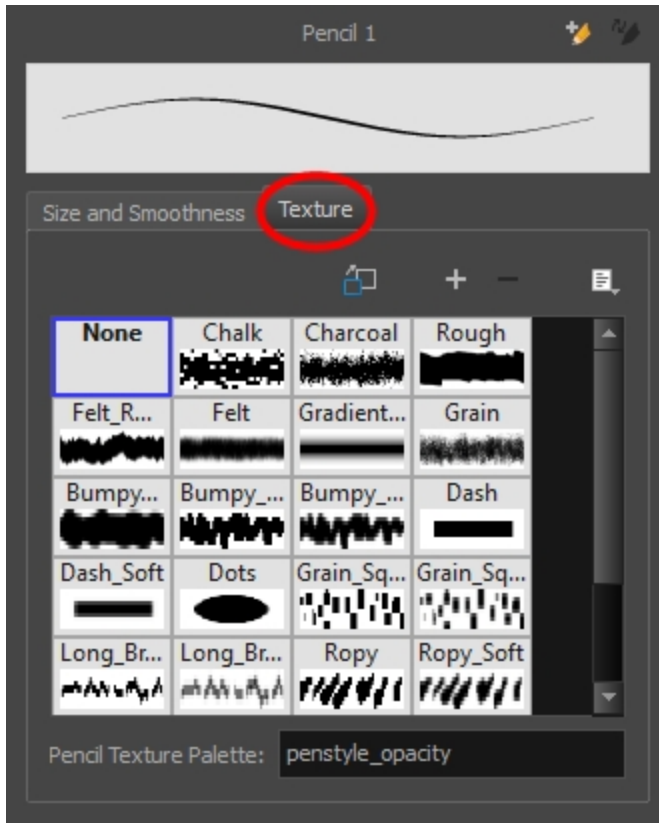 Pencil 1
Size and Smoothness Texture
None Chalk Charcoal Rough
Felt_R... Felt Gradient... Grain
Bumpy... Bumpy_... Bumpy_... Dash
Dash_Soft Dots Grain_Sq... Grain_Sq...
Long_Br... Long_Br... Ropy Ropy_Soft
Pencil Texture Palette: penstyle_opacity